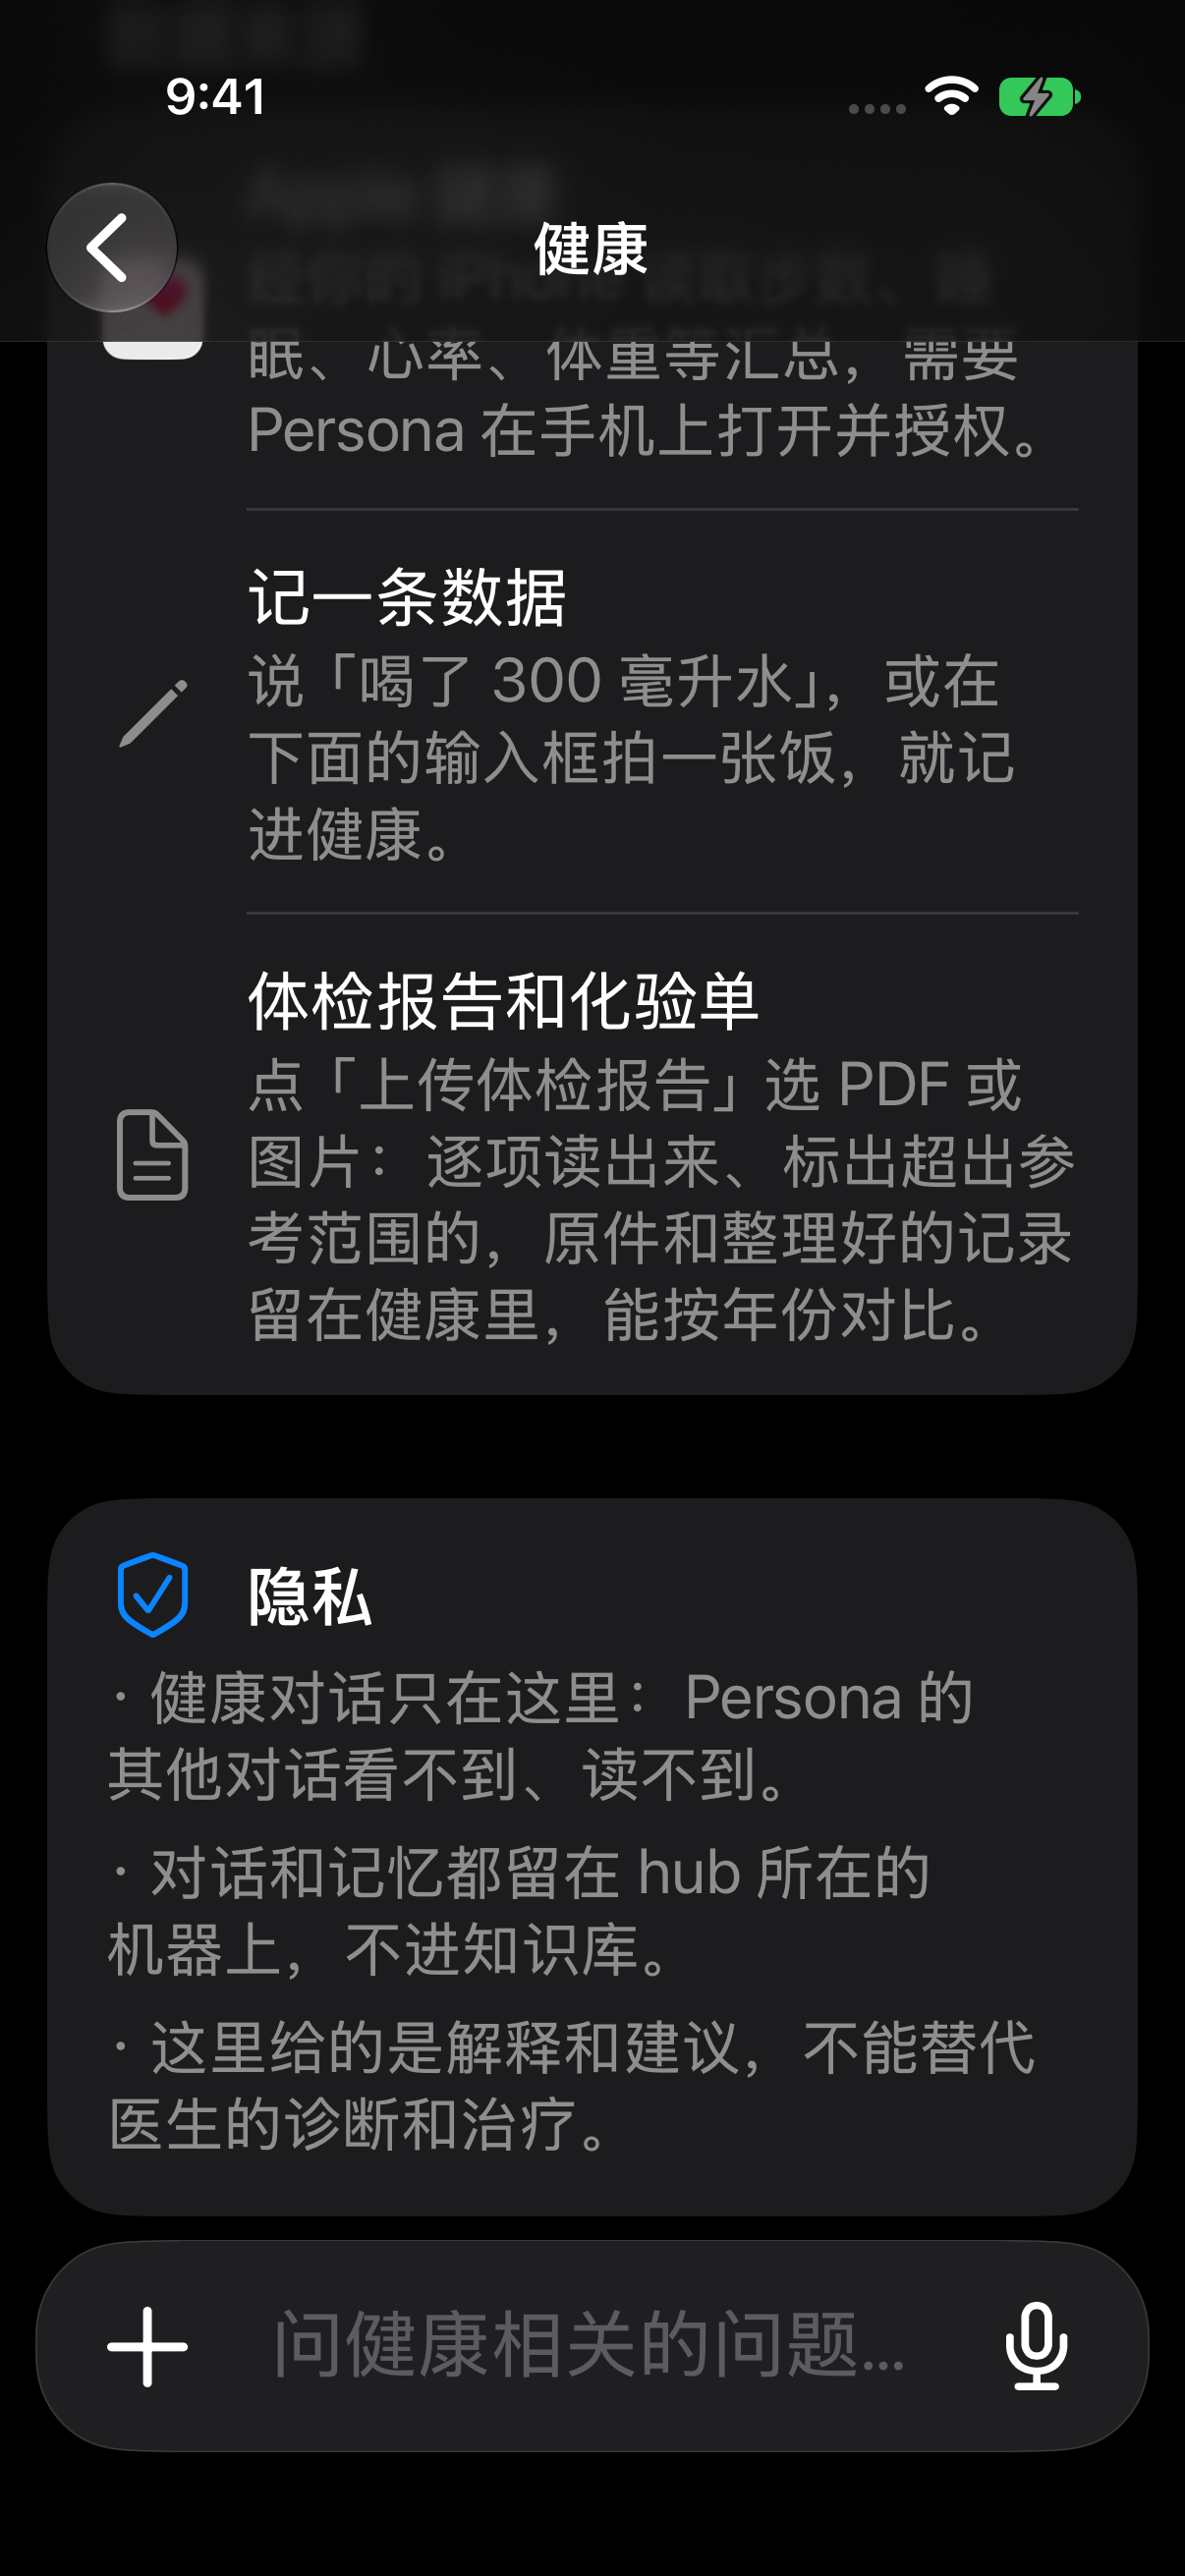 9:41
健康
眠、心率、体重等汇总，需要
Persona 在手机上打开并授权。
记一条数据
说「喝了 300 毫升水」，或在
下面的输入框拍一张饭，就记
进健康。
体检报告和化验单
点「上传体检报告」选 PDF 或
图片：逐项读出来、标出超出参
考范围的，原件和整理好的记录
留在健康里，能按年份对比。
隐私
· 健康对话只在这里：Persona 的
其他对话看不到、读不到。
· 对话和记忆都留在 hub 所在的
机器上，不进知识库。
· 这里给的是解释和建议，不能替代
医生的诊断和治疗。
问健康相关的问题...